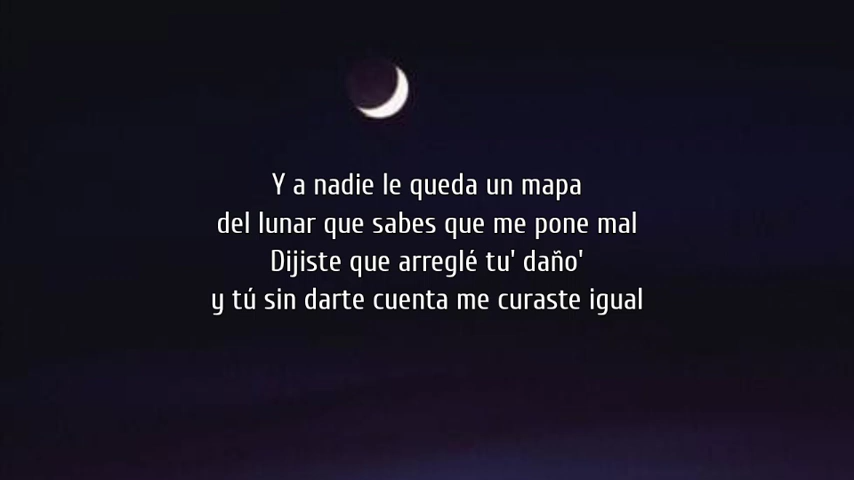 Y a nadie le queda un mapa
del lunar que sabes que me pone mal
Dijiste que arreglé tu' daño'
y tú sin darte cuenta me curaste igual